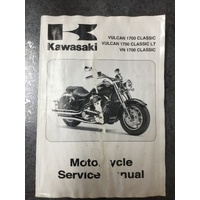 Kawasaki
VULCAN 1700 CLASSIC
VULCAN 1700 CLASSIC LT
VN 1700 CLASSIC
Motorcycle
Service Manual